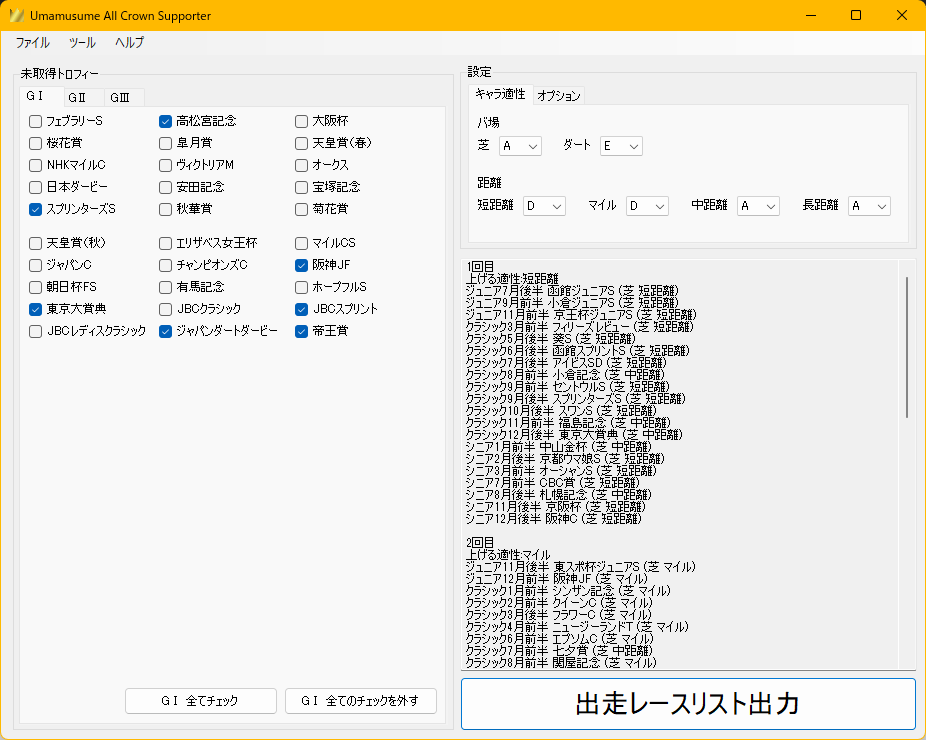 Umamusume All Crown Supporter
ファイル ツール ヘルプ
未取得トロフィー
GⅠ GⅡ GⅢ
フェブラリーS 高松宮記念 大阪杯
桜花賞 皐月賞 天皇賞（春）
NHKマイルC ヴィクトリアM オークス
日本ダービー 安田記念 宝塚記念
スプリンターズS 秋華賞 菊花賞
天皇賞（秋） エリザベス女王杯 マイルCS
ジャパンC チャンピオンズC 阪神JF
朝日杯FS 有馬記念 ホープフルS
東京大賞典 JBCクラシック JBCスプリント
JBCレディスクラシック ジャパンダートダービー 帝王賞
GⅠ 全てチェック GⅠ 全てのチェックを外す
設定
キャラ適性 オプション
バ場
芝 A ダート E
距離
短距離 D マイル D 中距離 A 長距離 A
1回目
上げる適性:短距離
ジュニア7月後半 函館ジュニアS (芝 短距離)
ジュニア9月前半 小倉ジュニアS (芝 短距離)
ジュニア11月前半 京王杯ジュニアS (芝 短距離)
クラシック3月前半 フィリーズレビュー (芝 短距離)
クラシック5月後半 葵S (芝 短距離)
クラシック6月後半 函館スプリントS (芝 短距離)
クラシック7月後半 アイビスSD (芝 短距離)
クラシック8月前半 小倉記念 (芝 中距離)
クラシック9月前半 セントウルS (芝 短距離)
クラシック9月後半 スプリンターズS (芝 短距離)
クラシック10月後半 スワンS (芝 短距離)
クラシック11月前半 福島記念 (芝 中距離)
クラシック12月後半 東京大賞典 (芝 中距離)
シニア1月前半 中山金杯 (芝 中距離)
シニア2月後半 京都ウマ娘S (芝 短距離)
シニア3月前半 オーシャンS (芝 短距離)
シニア7月前半 CBC賞 (芝 短距離)
シニア8月後半 札幌記念 (芝 中距離)
シニア11月後半 京阪杯 (芝 短距離)
シニア12月後半 阪神C (芝 短距離)
2回目
上げる適性:マイル
ジュニア11月後半 東スポ杯ジュニアS (芝 マイル)
ジュニア12月前半 阪神JF (芝 マイル)
クラシック1月前半 シンザン記念 (芝 マイル)
クラシック2月前半 クイーンC (芝 マイル)
クラシック3月後半 フラワーC (芝 マイル)
クラシック4月前半 ニュージーランドT (芝 マイル)
クラシック6月前半 エプソムC (芝 マイル)
クラシック7月前半 七夕賞 (芝 中距離)
クラシック8月前半 関屋記念 (芝 マイル)
出走レースリスト出力